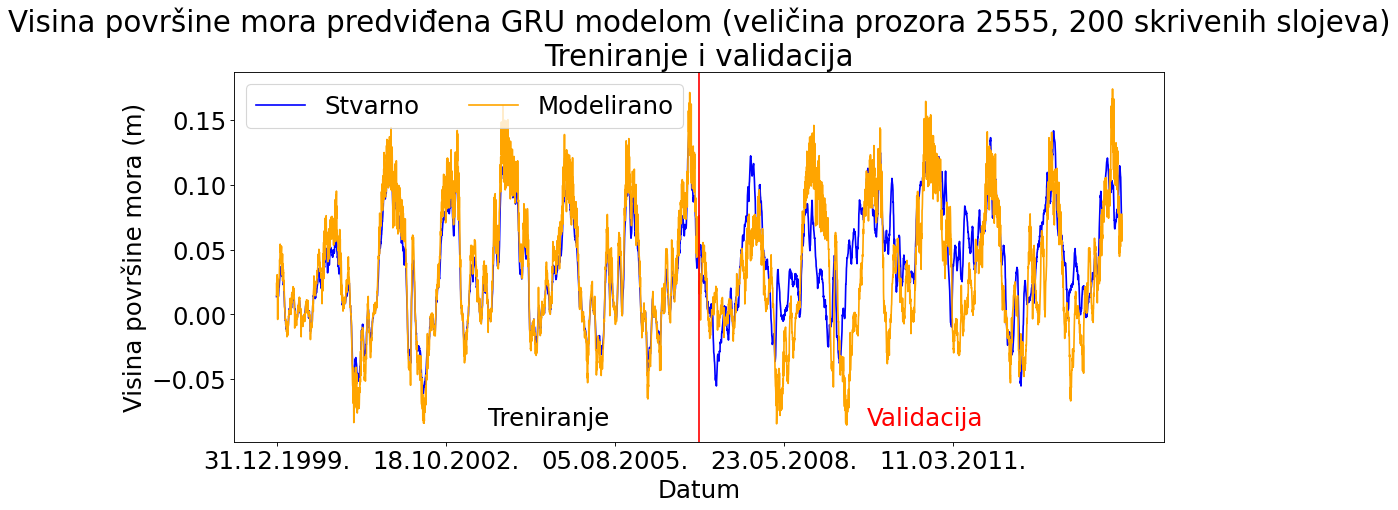 Visina površine mora predviđena GRU modelom (veličina prozora 2555, 200 skrivenih slojeva)
Treniranje i validacija
Stvarno
Modelirano
Visina površine mora (m)
0.15
0.10
0.05
0.00
−0.05
Treniranje
Validacija
31.12.1999.
18.10.2002.
05.08.2005.
23.05.2008.
11.03.2011.
Datum